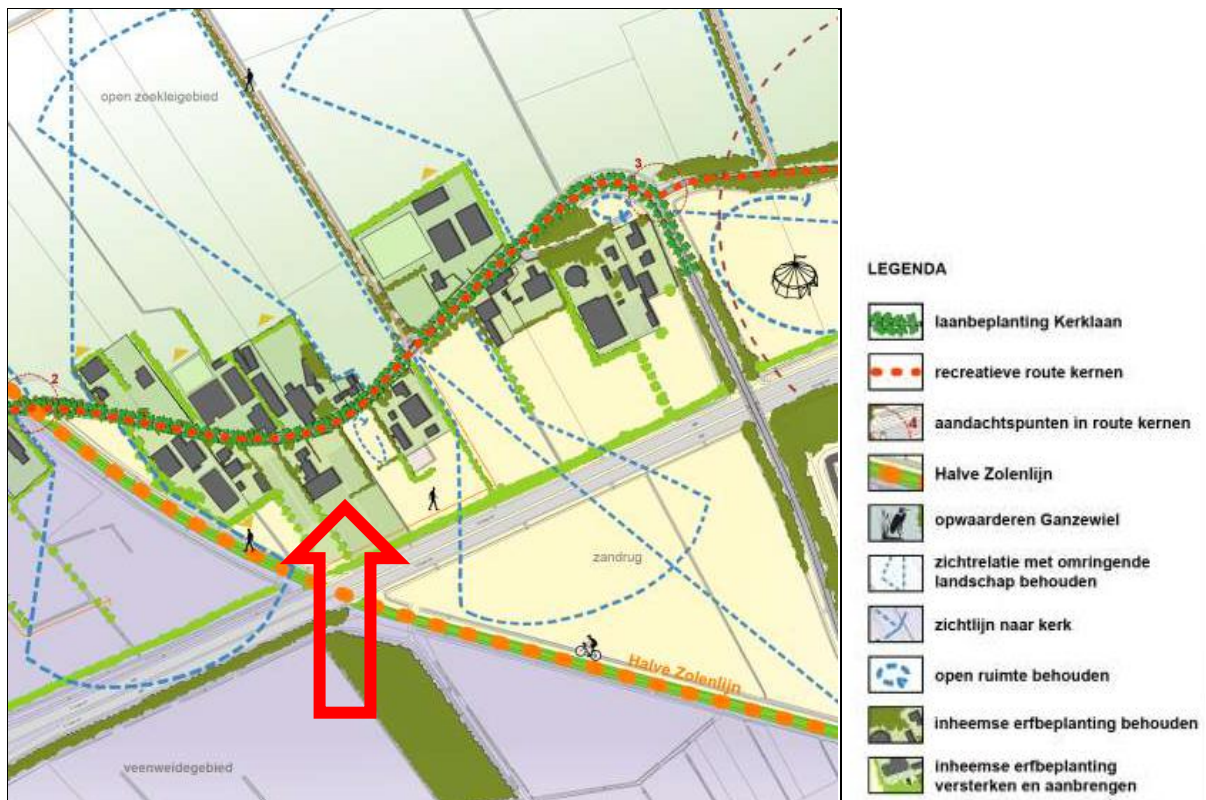 open zeekleigebied
3
2
zandrug
Halve Zolenlijn
veenweidegebied
LEGENDA
laanbeplanting Kerklaan
recreatieve route kernen
4
aandachtspunten in route kernen
Halve Zolenlijn
opwaarderen Ganzewiel
zichtrelatie met omringende
landschap behouden
zichtlijn naar kerk
open ruimte behouden
inheemse erfbeplanting behouden
inheemse erfbeplanting
versterken en aanbrengen